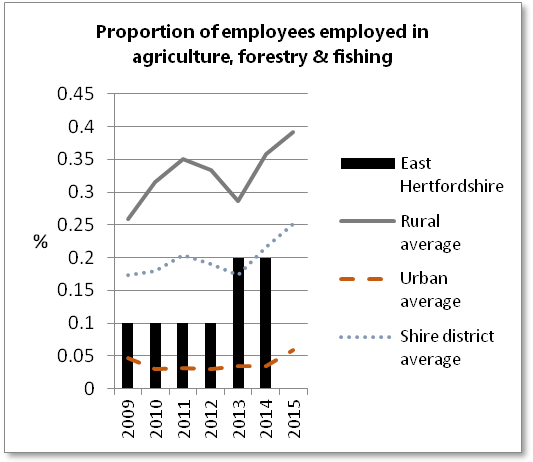 Proportion of employees employed in
agriculture, forestry & fishing
0.45
0.4
0.35
0.3
0.25
0.2
0.15
0.1
0.05
0
%
2009
2010
2011
2012
2013
2014
2015
East
Hertfordshire
Rural
average
Urban
average
Shire district
average